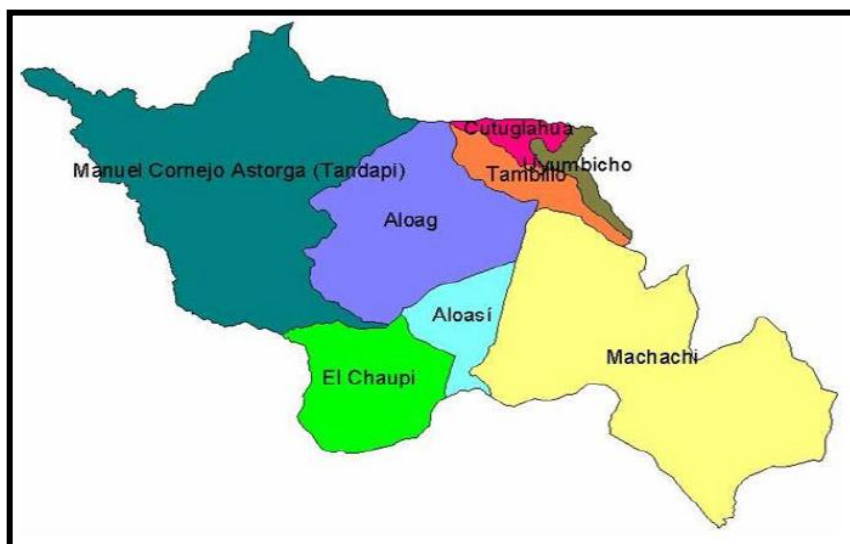 Cutuglahua
Uyumbicho
Manuel Cornejo Astorga (Tandapi)
Tambillo
Aloag
Aloasí
Machachi
El Chaupi